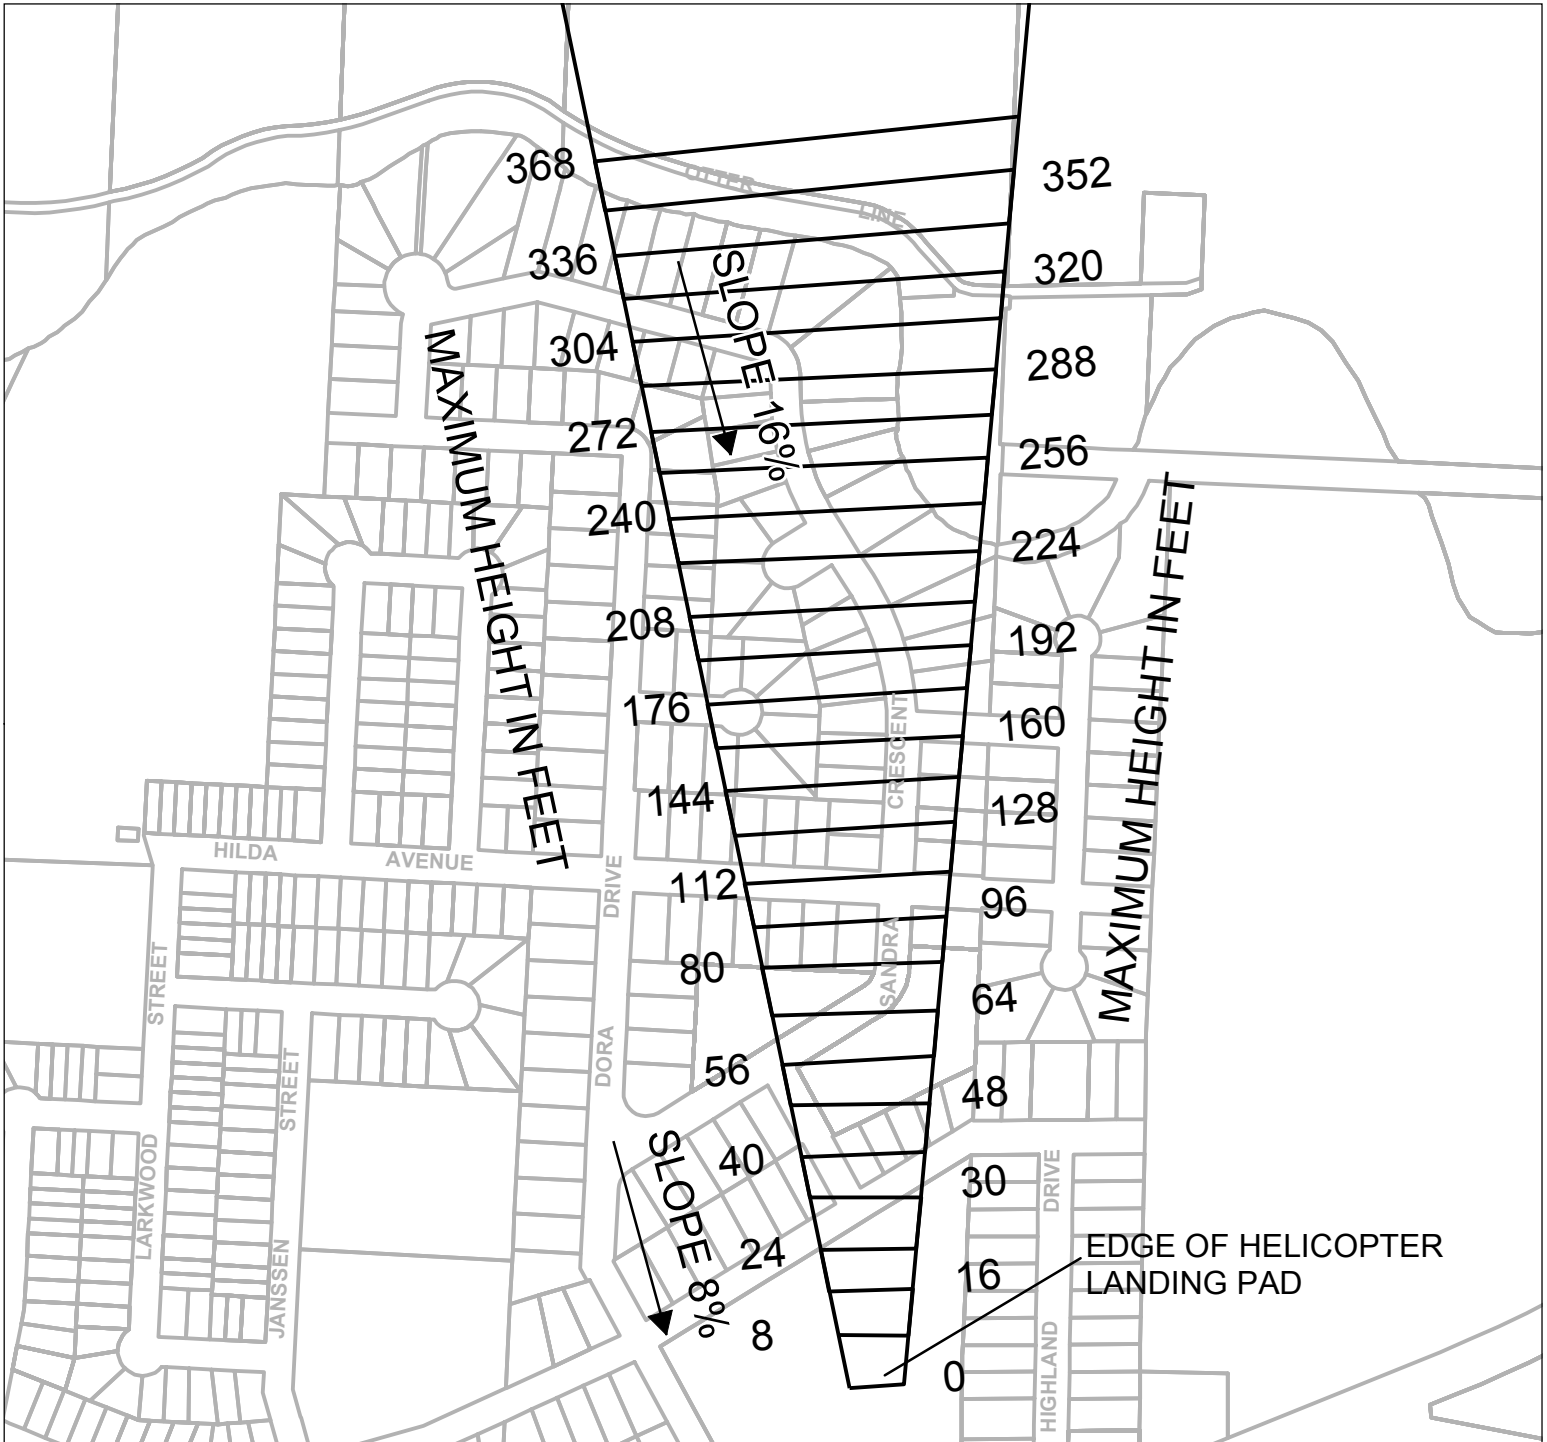 OTTER
LINE
368
352
336
320
304
288
272
256
240
224
208
192
176
160
144
128
112
96
80
64
56
48
40
30
24
16
8
0
SLOPE 16%
SLOPE 8%
MAXIMUM HEIGHT IN FEET
MAXIMUM HEIGHT IN FEET
EDGE OF HELICOPTER
LANDING PAD
HILDA
AVENUE
DRIVE
DORA
CRESCENT
SANDRA
STREET
LARKWOOD
STREET
JANSSEN
DRIVE
HIGHLAND